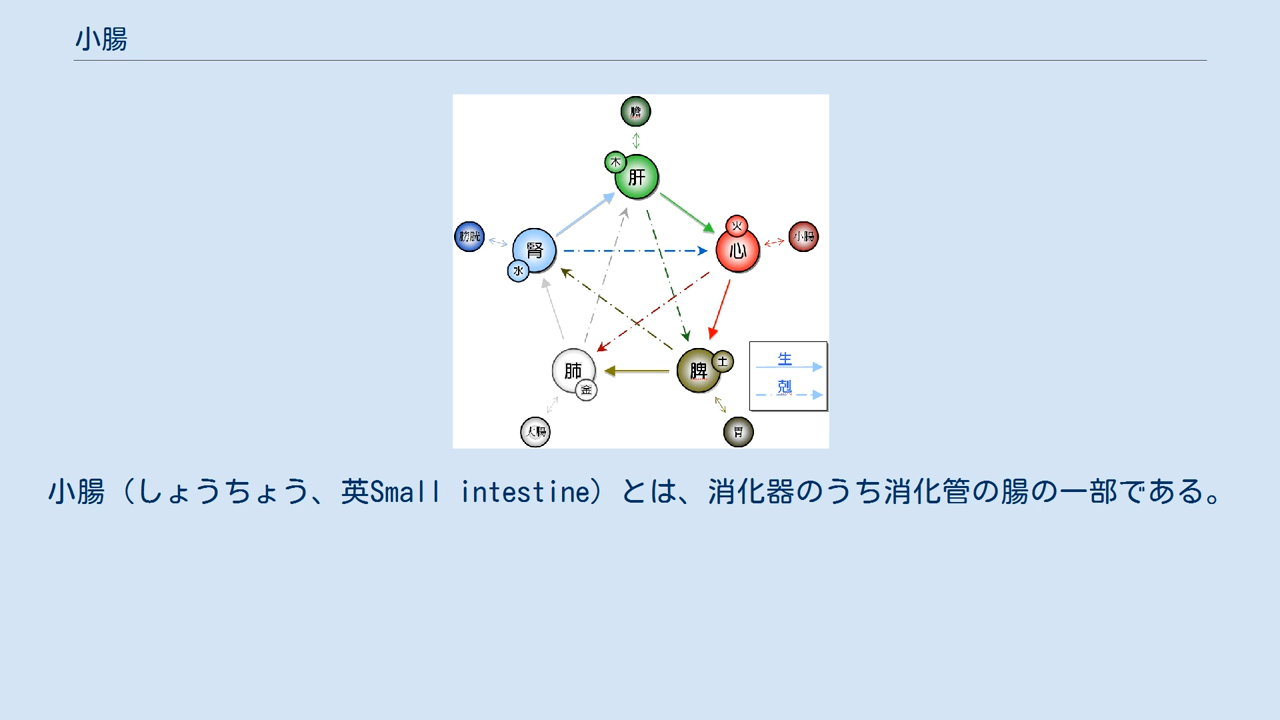 小腸
胆
木
肝
火
心
小腸
膀胱
腎
水
肺
金
脾
土
大腸
胃
生
剋
小腸（しょうちょう、英Small intestine）とは、消化器のうち消化管の腸の一部である。